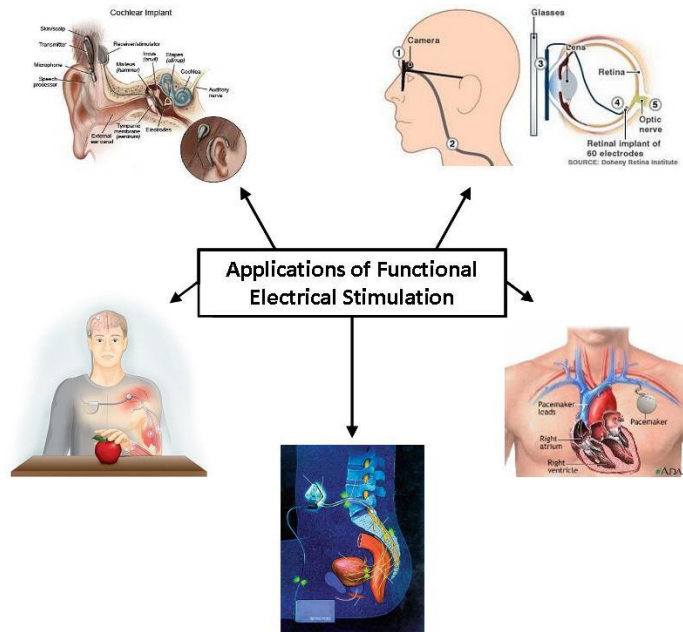 Cochlear Implant
Skin/scalp
Transmitter
Receiver/stimulator
Microphone
Speech
processor
Incus
(anvil)
Malleus
(hammer)
Stapes
(stirrup)
Cochlea
Auditory
nerve
External
ear canal
Tympanic
membrane
(eardrum)
Electrodes
Glasses
1
Camera
2
3
Lens
Retina
4
5
Optic
nerve
Retinal implant of
60 electrodes
SOURCE: Doheny Retina Institute
Applications of Functional
Electrical Stimulation
Pacemaker
leads
Pacemaker
Right
atrium
Right
ventricle
ADAM